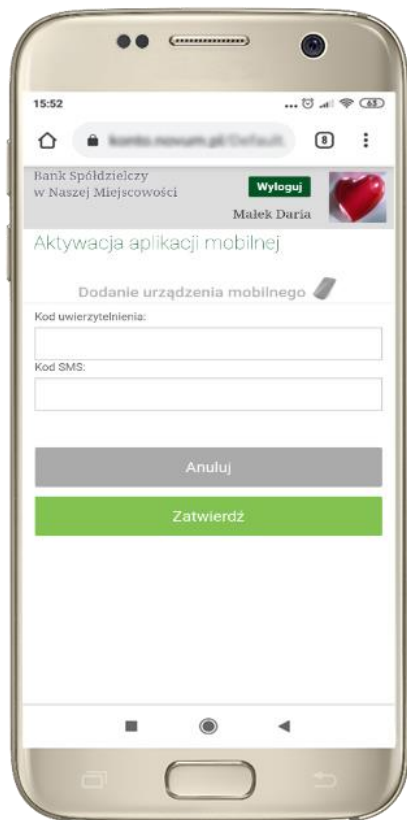 15:52
63
8
Bank Spółdzielczy
w Naszej Miejscowości
Wyloguj
Małek Daria
Aktywacja aplikacji mobilnej
Dodanie urządzenia mobilnego
Kod uwierzytelnienia:
Kod SMS:
Anuluj
Zatwierdź